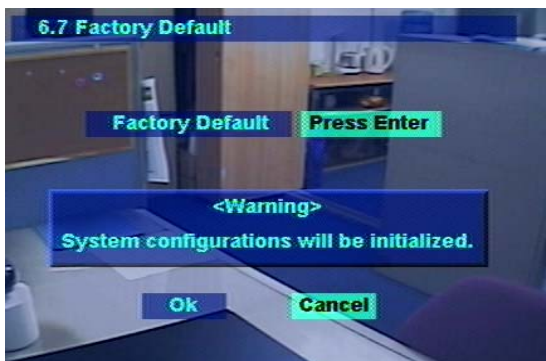 6.7 Factory Default
Factory Default Press Enter
<Warning>
System configurations will be initialized.
Ok Cancel